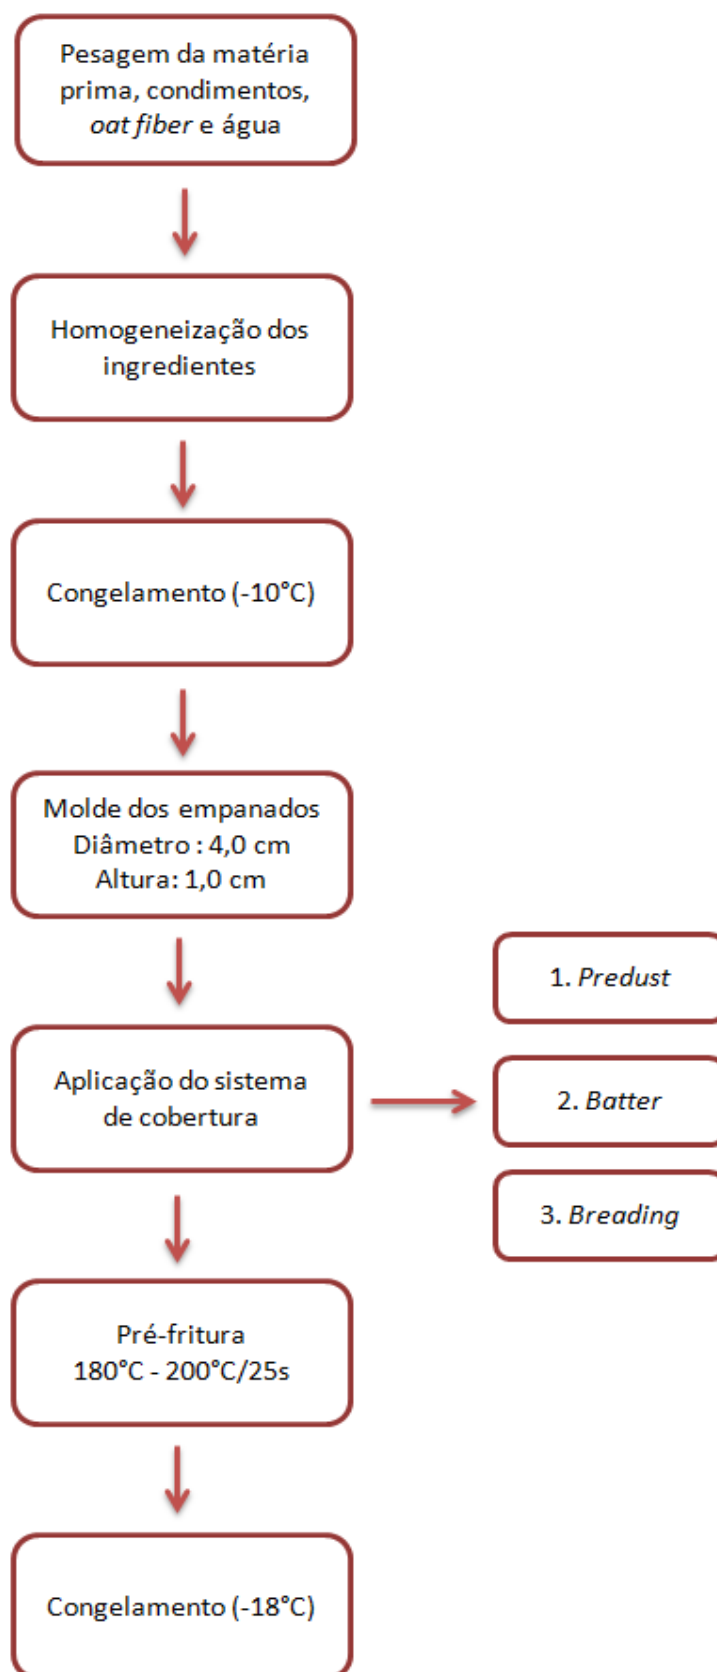 Pesagem da matéria
prima, condimentos,
oat fiber e água
Homogeneização dos
ingredientes
Congelamento (-10°C)
Molde dos empanados
Diâmetro : 4,0 cm
Altura: 1,0 cm
Aplicação do sistema
de cobertura
1. Predust
2. Batter
3. Breading
Pré-fritura
180°C - 200°C/25s
Congelamento (-18°C)